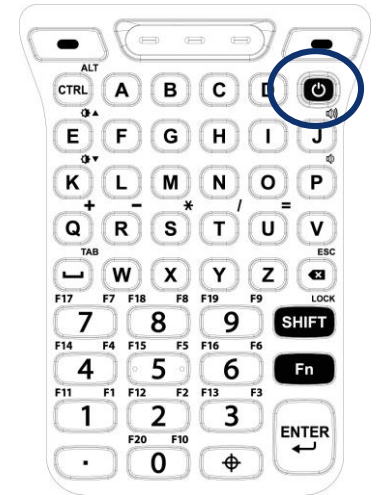 ALT
CTRL A B C D
E F G H I J
K L M N O P
+ - * / =
Q R S T U V
TAB ESC
W X Y Z
F17 F7 F18 F8 F19 F9 LOCK
7 8 9 SHIFT
F14 F4 F15 F5 F16 F6
4 5 6 Fn
F11 F1 F12 F2 F13 F3
1 2 3
F20 F10 ENTER
. 0